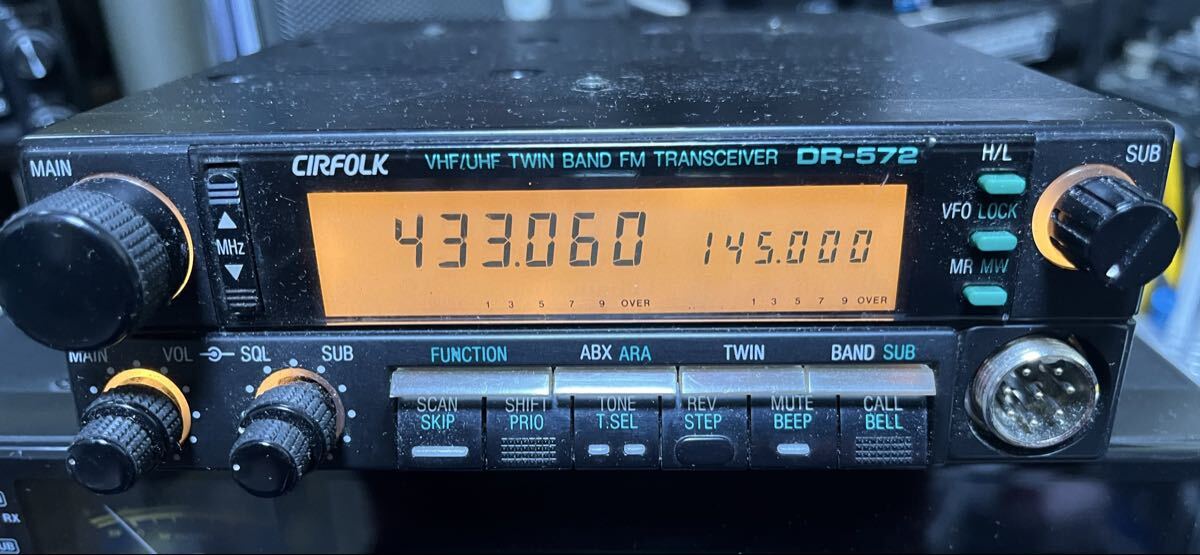 MAIN
CIRFOLK VHF/UHF TWIN BAND FM TRANSCEIVER DR-572
H/L
SUB
MHz
433.060 145.000
VFO LOCK
MR MW
1 3 5 7 9 OVER 1 3 5 7 9 OVER
MAIN VOL SQL SUB
FUNCTION ABX ARA TWIN BAND SUB
SCAN SHIFT TONE REV MUTE CALL
SKIP PRIO T.SEL STEP BEEP BELL
RX